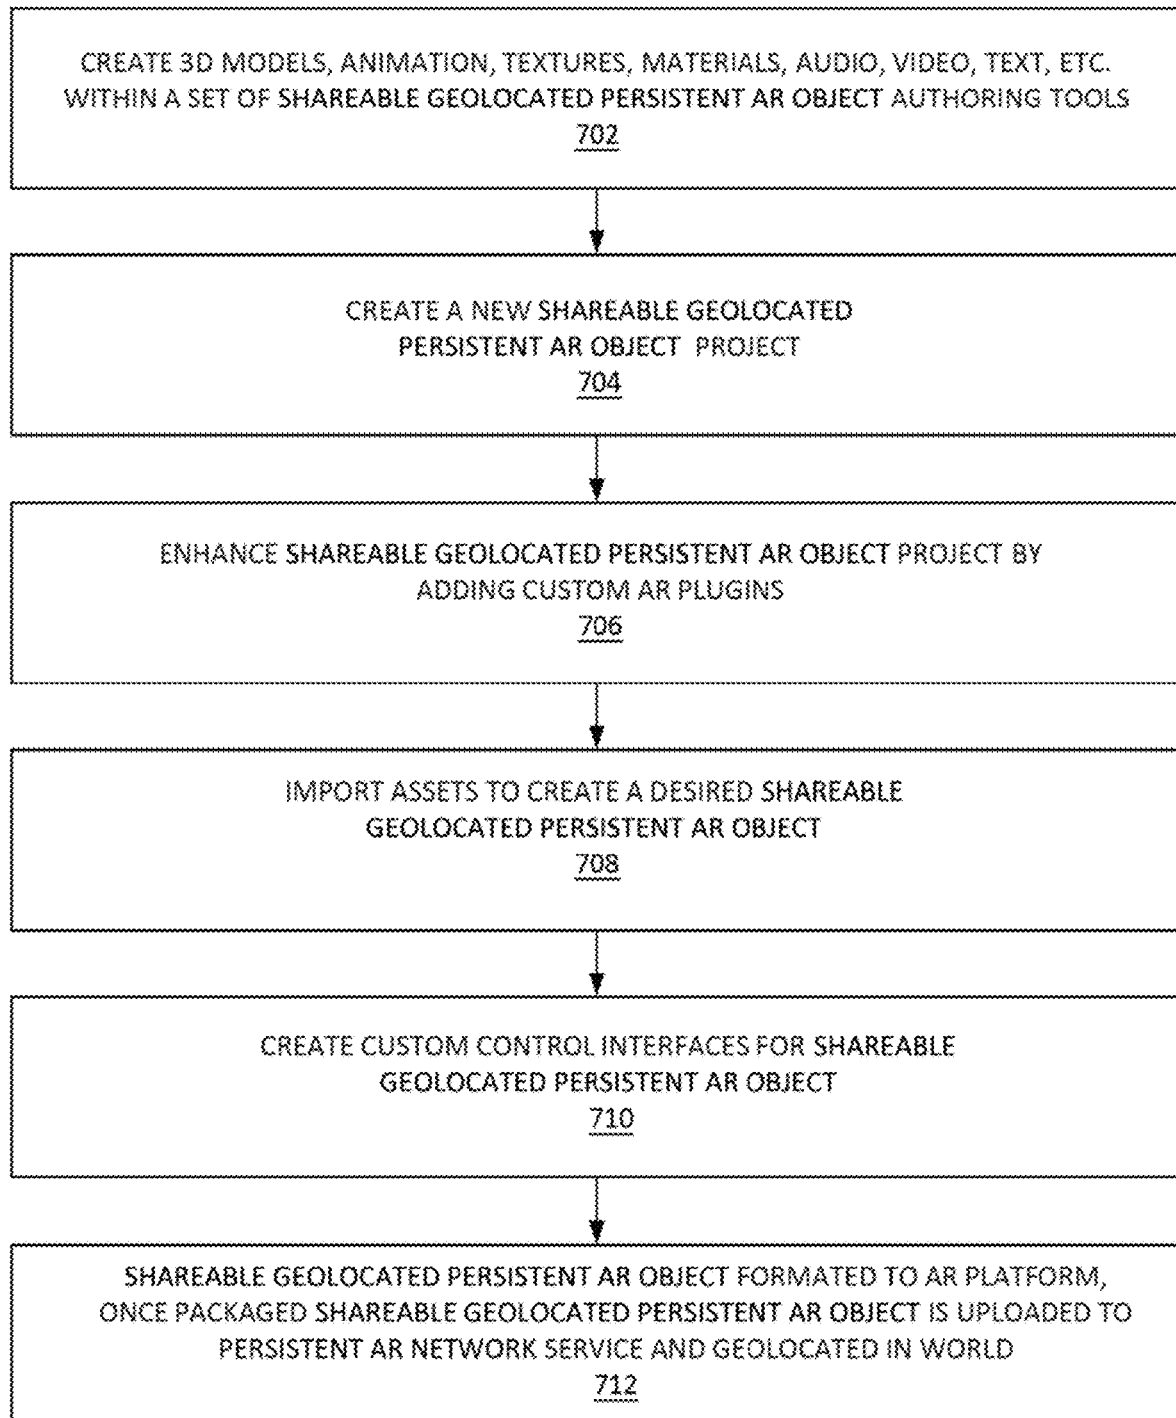 CREATE 3D MODELS, ANIMATION, TEXTURES, MATERIALS, AUDIO, VIDEO, TEXT, ETC.
WITHIN A SET OF SHAREABLE GEOLOCATED PERSISTENT AR OBJECT AUTHORING TOOLS
702
CREATE A NEW SHAREABLE GEOLOCATED
PERSISTENT AR OBJECT PROJECT
704
ENHANCE SHAREABLE GEOLOCATED PERSISTENT AR OBJECT PROJECT BY
ADDING CUSTOM AR PLUGINS
706
IMPORT ASSETS TO CREATE A DESIRED SHAREABLE
GEOLOCATED PERSISTENT AR OBJECT
708
CREATE CUSTOM CONTROL INTERFACES FOR SHAREABLE
GEOLOCATED PERSISTENT AR OBJECT
710
SHAREABLE GEOLOCATED PERSISTENT AR OBJECT FORMATED TO AR PLATFORM,
ONCE PACKAGED SHAREABLE GEOLOCATED PERSISTENT AR OBJECT IS UPLOADED TO
PERSISTENT AR NETWORK SERVICE AND GEOLOCATED IN WORLD
712